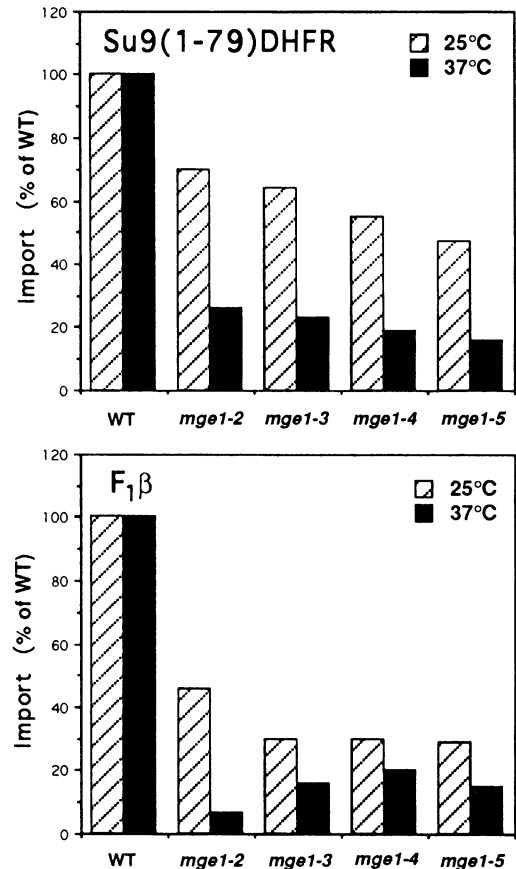 120
Su9(1-79)DHFR
25°C
37°C
100
80
60
40
20
0
Import (% of WT)
WT mge1-2 mge1-3 mge1-4 mge1-5
120
F₁β
25°C
37°C
100
80
60
40
20
0
Import (% of WT)
WT mge1-2 mge1-3 mge1-4 mge1-5